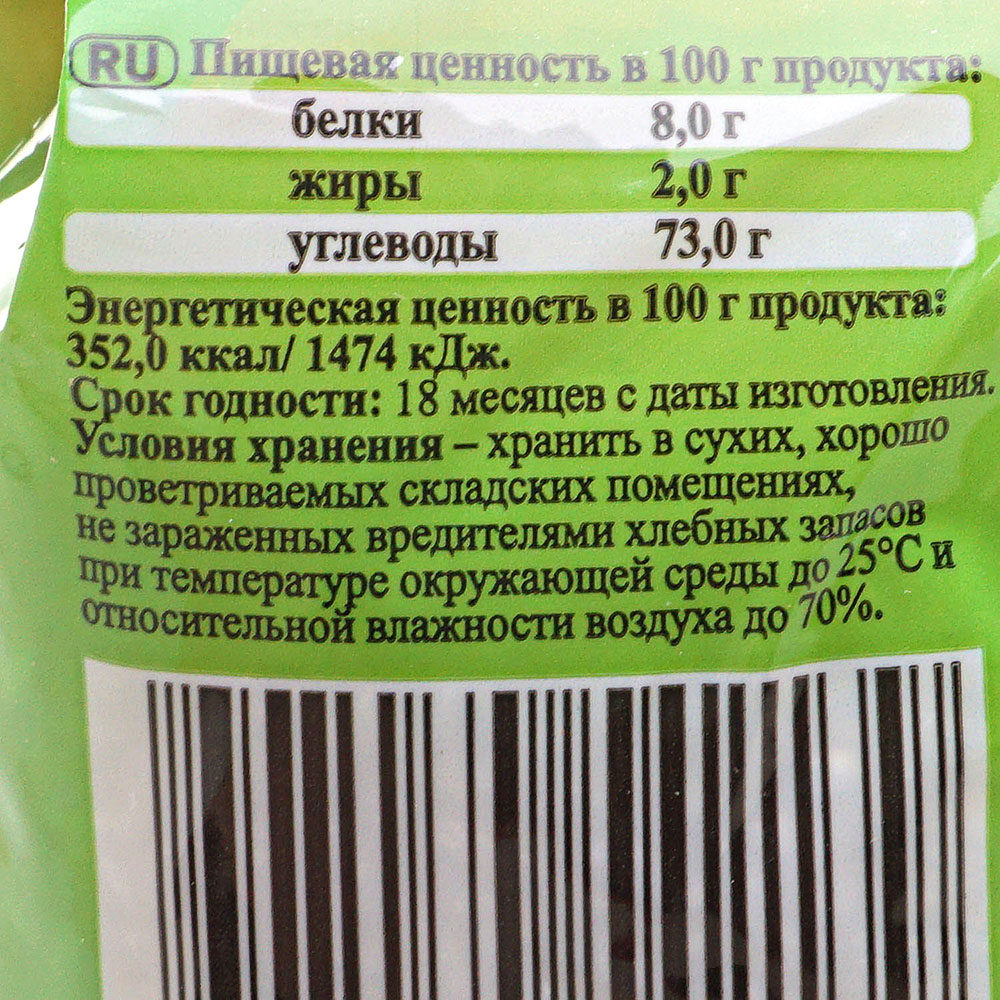 RU Пищевая ценность в 100 г продукта:
белки 8,0 г
жиры 2,0 г
углеводы 73,0 г
Энергетическая ценность в 100 г продукта:
352,0 ккал/ 1474 кДж.
Срок годности: 18 месяцев с даты изготовления.
Условия хранения – хранить в сухих, хорошо
проветриваемых складских помещениях,
не зараженных вредителями хлебных запасов
при температуре окружающей среды до 25°C и
относительной влажности воздуха до 70%.